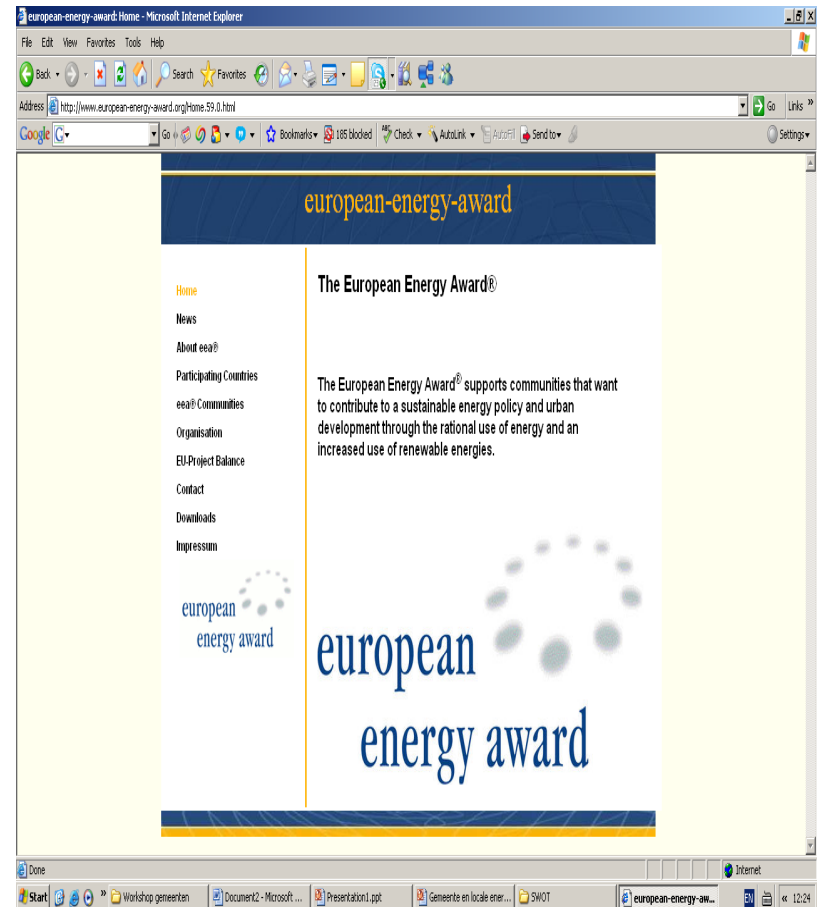 european-energy-award: Home - Microsoft Internet Explorer
File Edit View Favorites Tools Help
Back Search Favorites
Address http://www.european-energy-award.org/Home.59.0.html Go Links »
Google G Go Bookmarks 185 blocked Check AutoLink AutoFill Send to Settings
european-energy-award
Home
News
About eea®
Participating Countries
eea® Communities
Organisation
EU-Project Balance
Contact
Downloads
Impressum
european
energy award
The European Energy Award®
The European Energy Award® supports communities that want
to contribute to a sustainable energy policy and urban
development through the rational use of energy and an
increased use of renewable energies.
european
energy award
Done Internet
Start » Workshop gemeenten Document2 - Microsoft ... Presentation1.ppt Gemeente en locale ener... SWOT european-energy-aw... EN « 12:24